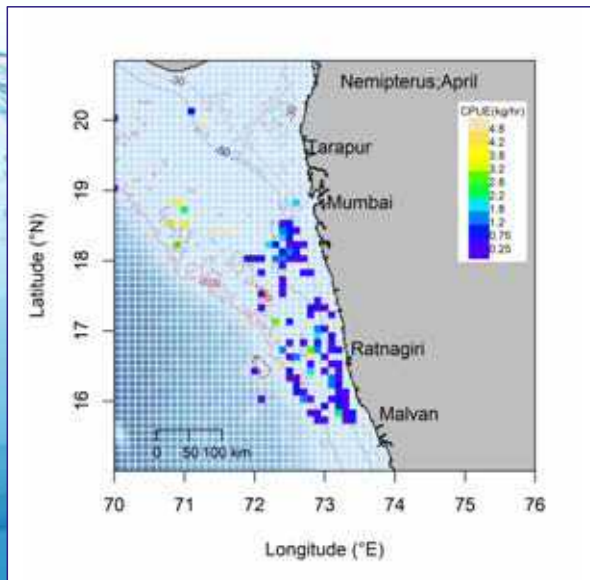 Nemipterus;April
CPUE(kg/hr)
4.8
4.2
3.8
3.2
2.8
2.2
1.8
1.2
0.75
0.25
Tarapur
Mumbai
Ratnagiri
Malvan
20
19
18
17
16
Latitude (°N)
0 50 100 km
70 71 72 73 74 75 76
Longitude (°E)